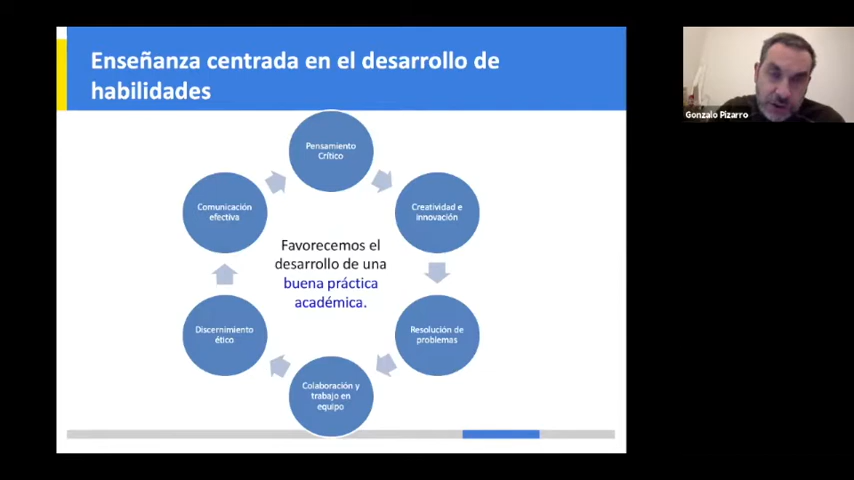 Enseñanza centrada en el desarrollo de
habilidades
Pensamiento
Crítico
Creatividad e
innovación
Resolución de
problemas
Colaboración y
trabajo en
equipo
Discernimiento
ético
Comunicación
efectiva
Favorecemos el
desarrollo de una
buena práctica
académica.
Gonzalo Pizarro